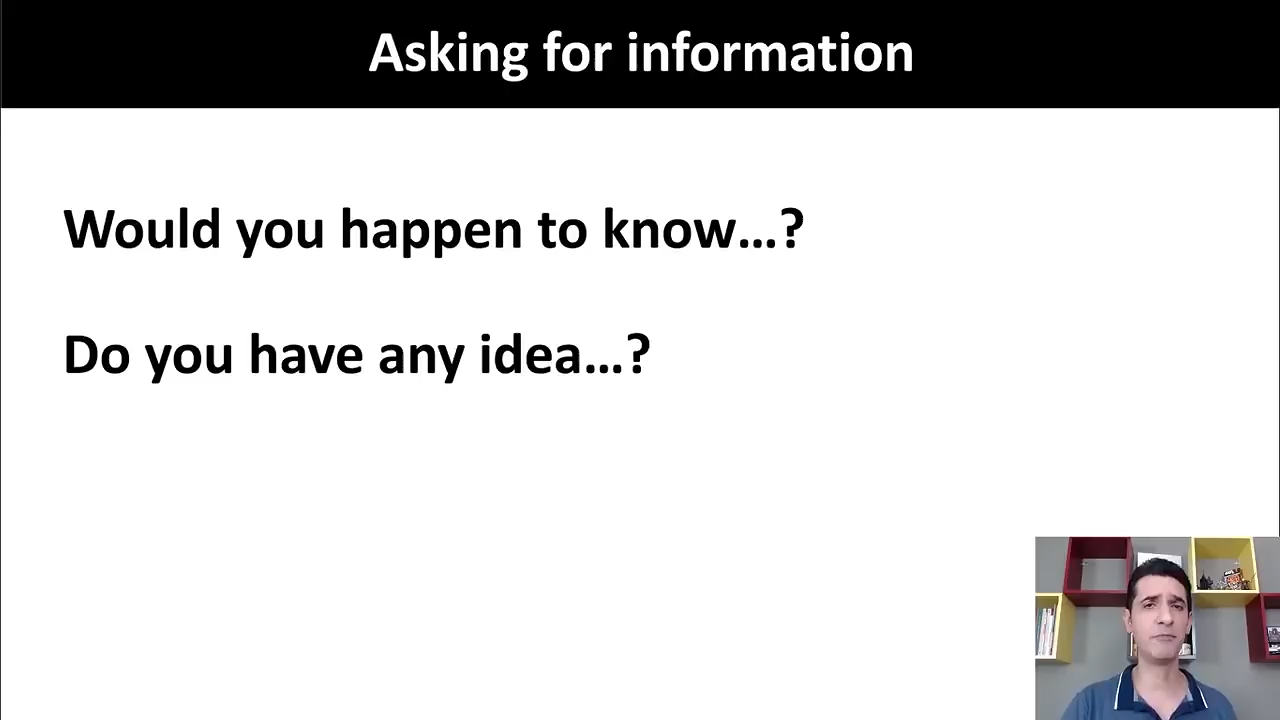 Asking for information
Would you happen to know...?
Do you have any idea...?